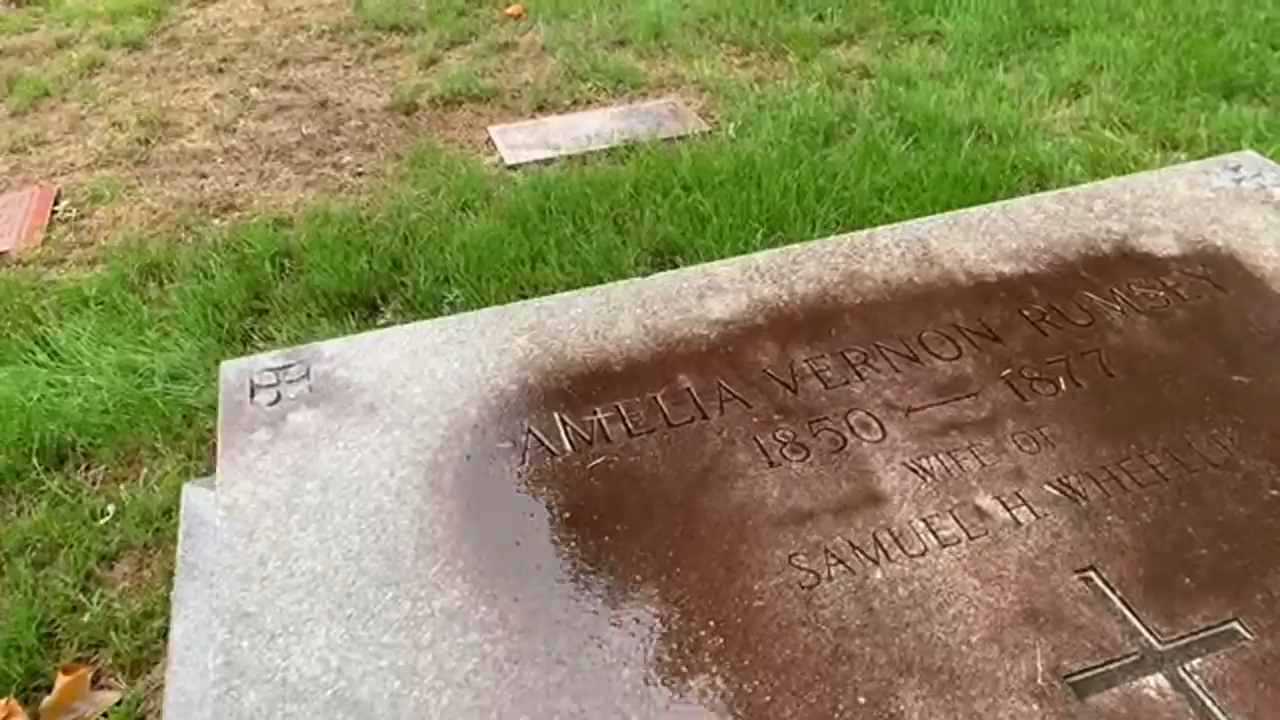 AMELIA VERNON RUMSEY
1850 — 1877
WIFE OF
SAMUEL H. WHEELER